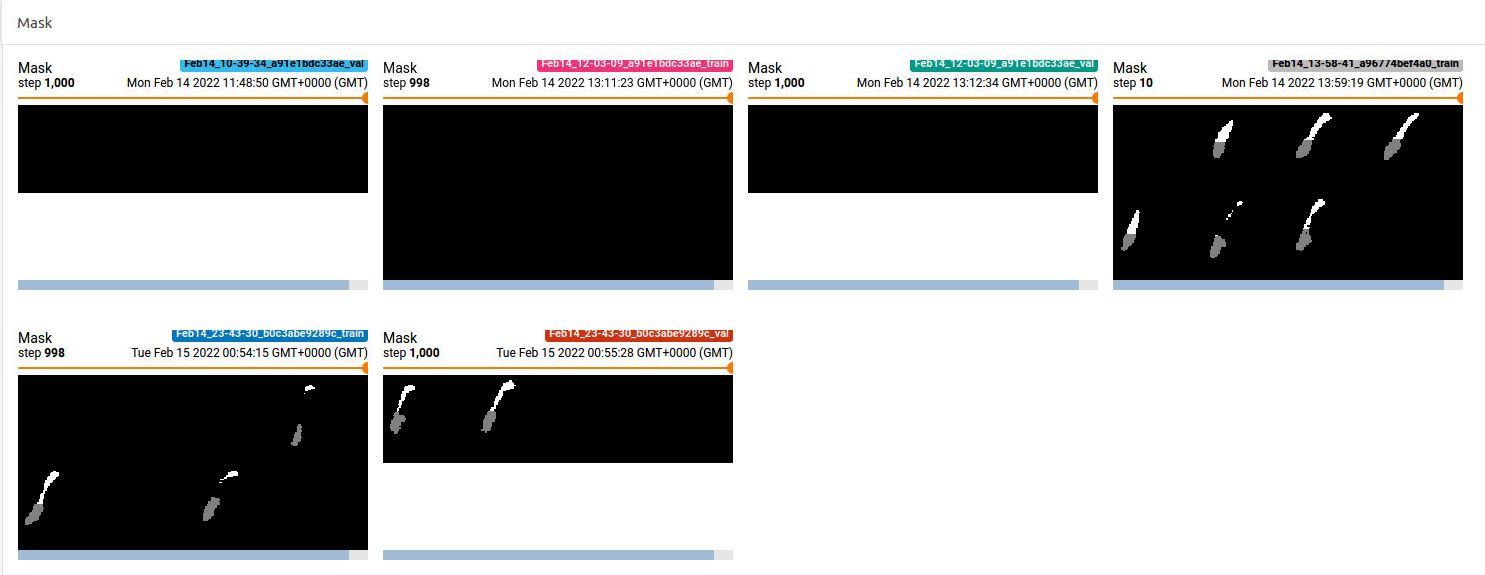 Mask
Feb14_10-39-34_a91e1bdc33ae_val
Mask
step 1,000 Mon Feb 14 2022 11:48:50 GMT+0000 (GMT)
Feb14_12-03-09_a91e1bdc33ae_train
Mask
step 998 Mon Feb 14 2022 13:11:23 GMT+0000 (GMT)
Feb14_12-03-09_a91e1bdc33ae_val
Mask
step 1,000 Mon Feb 14 2022 13:12:34 GMT+0000 (GMT)
Feb14_13-58-41_a96774bef4a0_train
Mask
step 10 Mon Feb 14 2022 13:59:19 GMT+0000 (GMT)
Feb14_23-43-30_b0c3abe9289c_train
Mask
step 998 Tue Feb 15 2022 00:54:15 GMT+0000 (GMT)
Feb14_23-43-30_b0c3abe9289c_val
Mask
step 1,000 Tue Feb 15 2022 00:55:28 GMT+0000 (GMT)